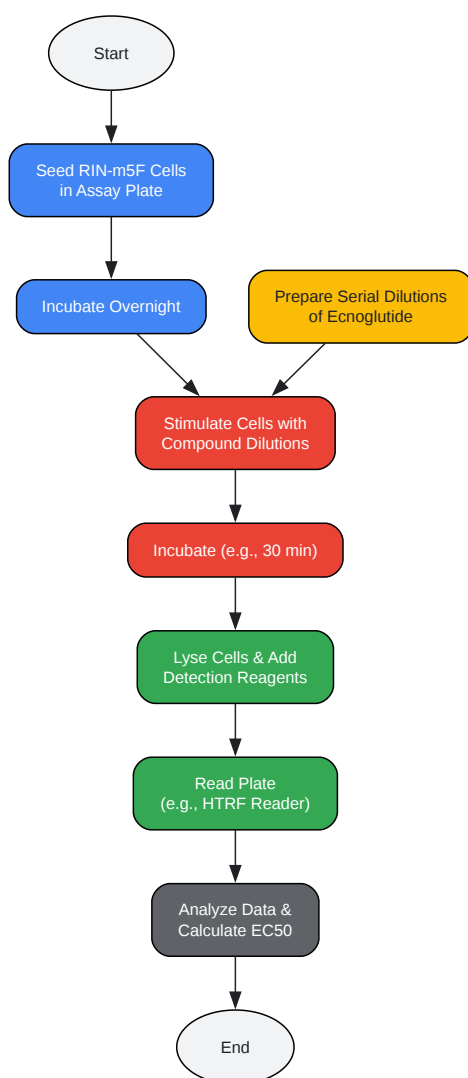 Start
Seed RIN-m5F Cells
in Assay Plate
Incubate Overnight
Prepare Serial Dilutions
of Ecnoglutide
Stimulate Cells with
Compound Dilutions
Incubate (e.g., 30 min)
Lyse Cells & Add
Detection Reagents
Read Plate
(e.g., HTRF Reader)
Analyze Data &
Calculate EC50
End